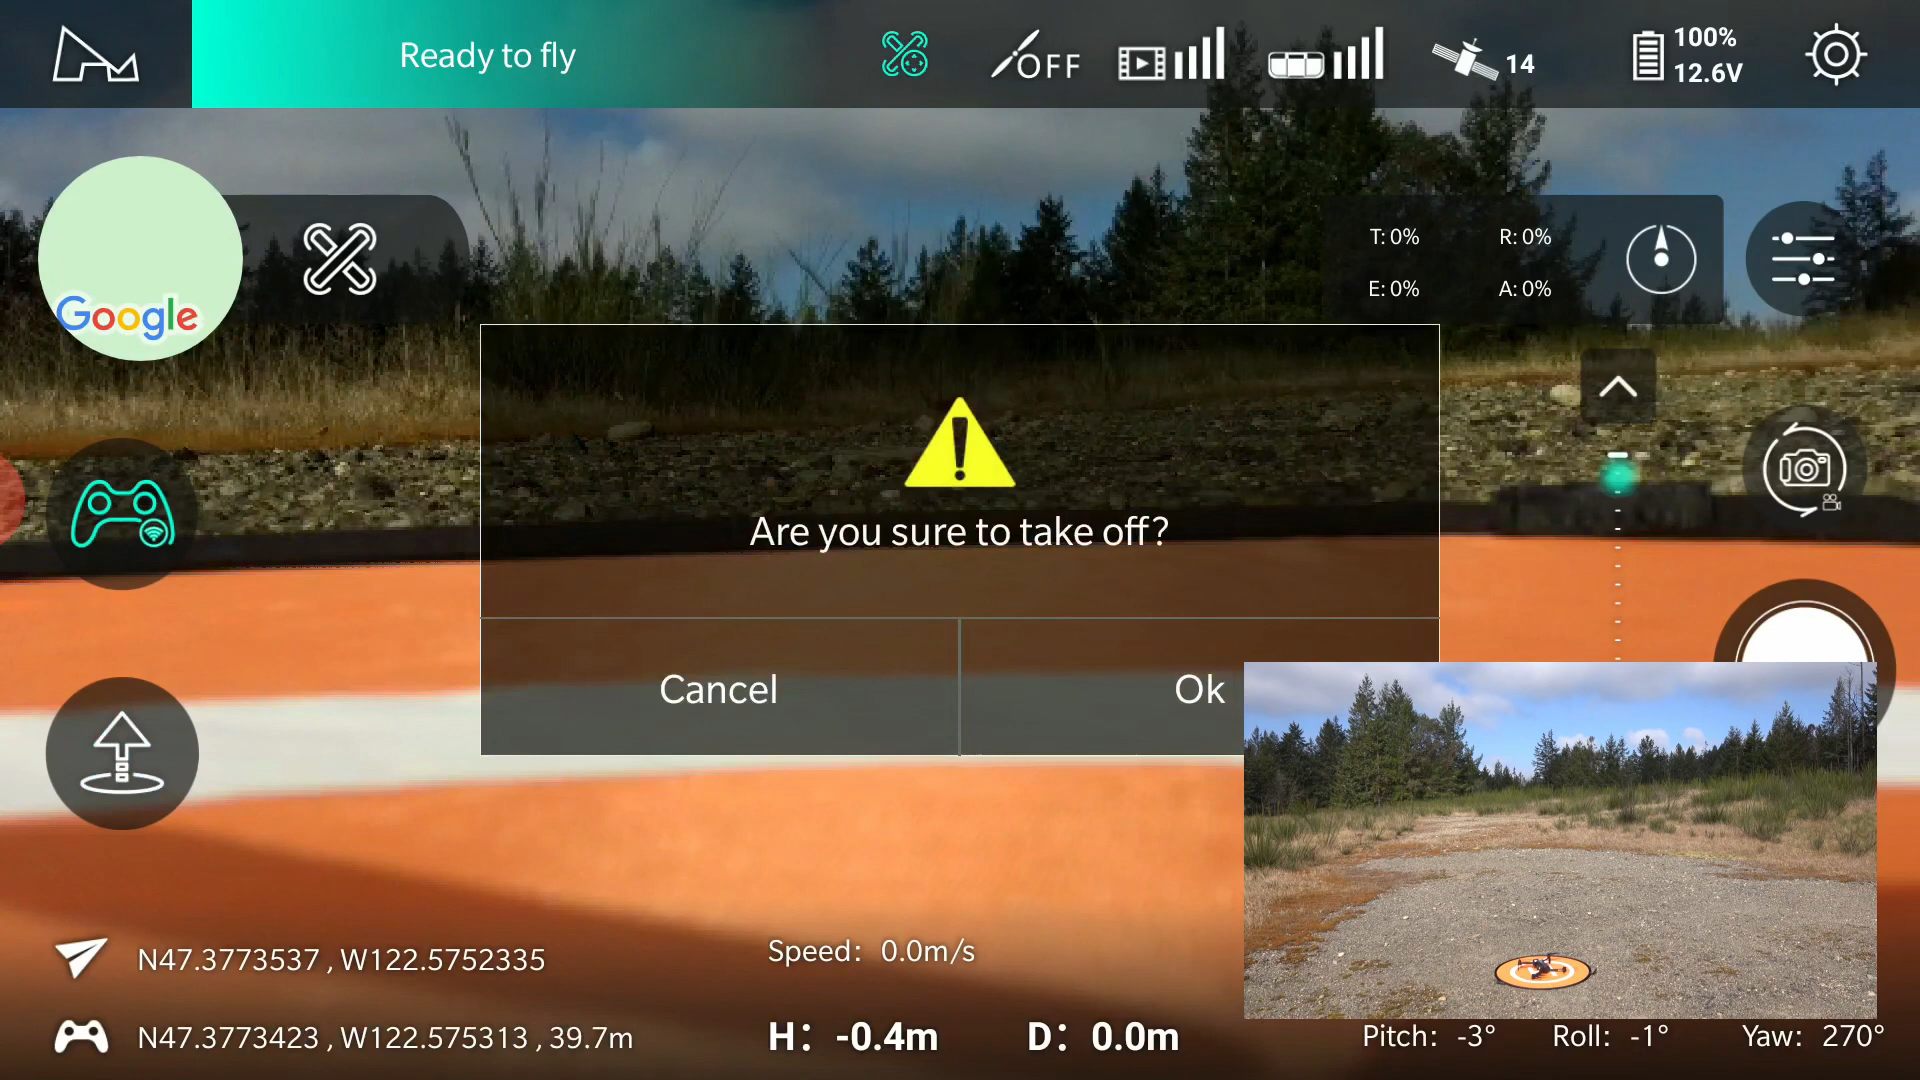 Ready to fly
OFF
14
100%
12.6V
Google
T: 0%
R: 0%
E: 0%
A: 0%
Are you sure to take off?
Cancel
Ok
N47.3773537 , W122.5752335
Speed: 0.0m/s
N47.3773423 , W122.575313 , 39.7m
H: -0.4m
D: 0.0m
Pitch: -3°
Roll: -1°
Yaw: 270°